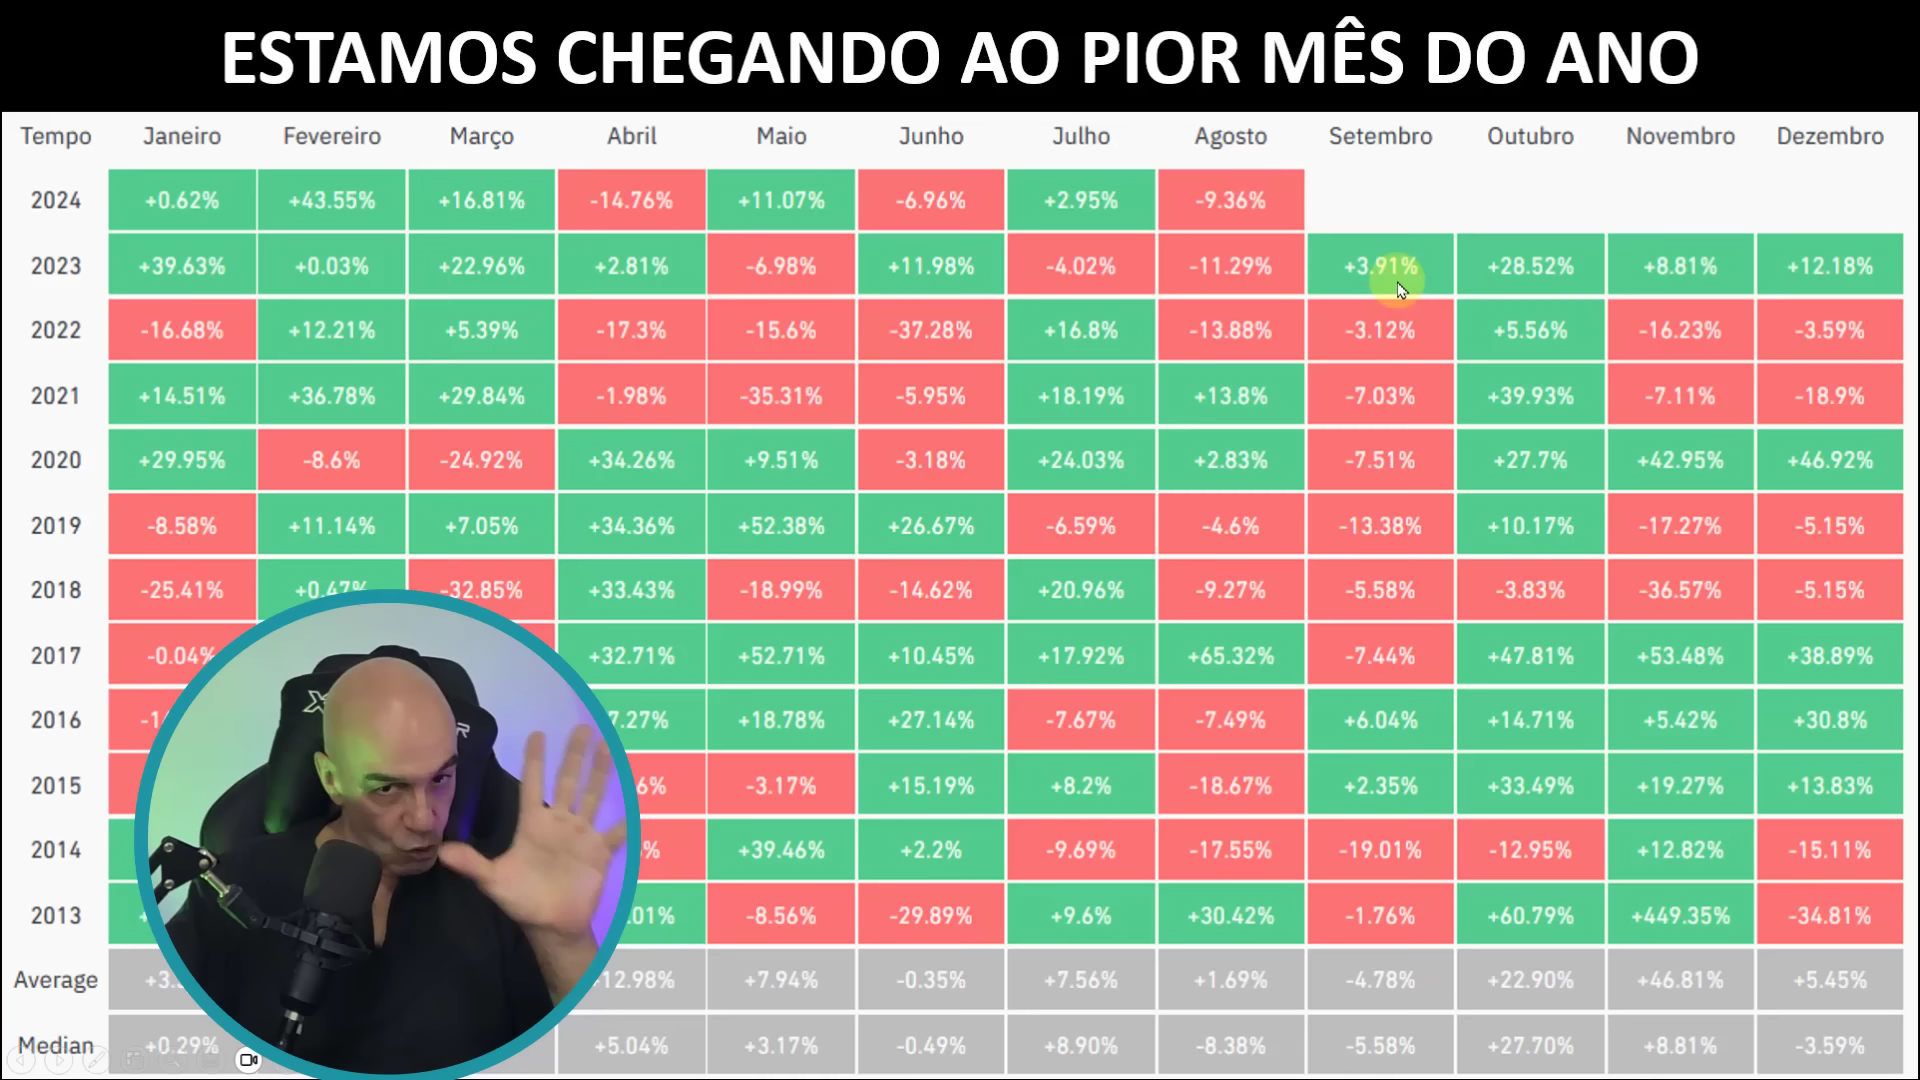 ESTAMOS CHEGANDO AO PIOR MÊS DO ANO
Tempo Janeiro Fevereiro Março Abril Maio Junho Julho Agosto Setembro Outubro Novembro Dezembro
2024 +0.62% +43.55% +16.81% -14.76% +11.07% -6.96% +2.95% -9.36%
2023 +39.63% +0.03% +22.96% +2.81% -6.98% +11.98% -4.02% -11.29% +3.91% +28.52% +8.81% +12.18%
2022 -16.68% +12.21% +5.39% -17.3% -15.6% -37.28% +16.8% -13.88% -3.12% +5.56% -16.23% -3.59%
2021 +14.51% +36.78% +29.84% -1.98% -35.31% -5.95% +18.19% +13.8% -7.03% +39.93% -7.11% -18.9%
2020 +29.95% -8.6% -24.92% +34.26% +9.51% -3.18% +24.03% +2.83% -7.51% +27.7% +42.95% +46.92%
2019 -8.58% +11.14% +7.05% +34.36% +52.38% +26.67% -6.59% -4.6% -13.38% +10.17% -17.27% -5.15%
2018 -25.41% +0.47% -32.85% +33.43% -18.99% -14.62% +20.96% -9.27% -5.58% -3.83% -36.57% -5.15%
2017 -0.04% +32.71% +52.71% +10.45% +17.92% +65.32% -7.44% +47.81% +53.48% +38.89%
2016 +18.78% +27.14% -7.67% -7.49% +6.04% +14.71% +5.42% +30.8%
2015 -3.17% +15.19% +8.2% -18.67% +2.35% +33.49% +19.27% +13.83%
2014 +39.46% +2.2% -9.69% -17.55% -19.01% -12.95% +12.82% -15.11%
2013 -8.56% -29.89% +9.6% +30.42% -1.76% +60.79% +449.35% -34.81%
Average 12.98% +7.94% -0.35% +7.56% +1.69% -4.78% +22.90% +46.81% +5.45%
Median +0.29% +5.04% +3.17% -0.49% +8.90% -8.38% -5.58% +27.70% +8.81% -3.59%